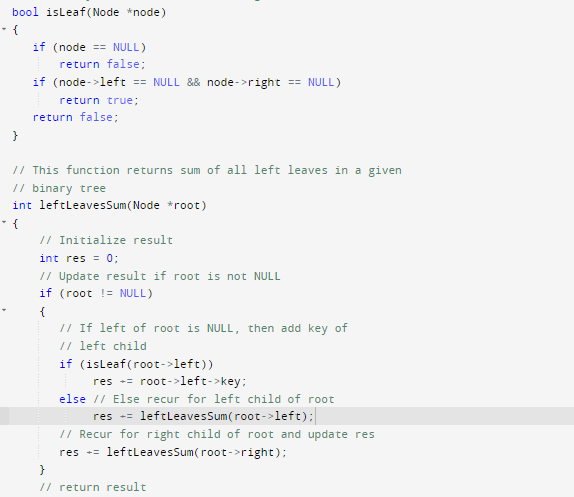 bool isLeaf(Node *node)
{
if (node == NULL)
return false;
if (node->left == NULL && node->right == NULL)
return true;
return false;
}
// This function returns sum of all left leaves in a given
// binary tree
int leftLeavesSum(Node *root)
{
// Initialize result
int res = 0;
// Update result if root is not NULL
if (root != NULL)
{
// If left of root is NULL, then add key of
// left child
if (isLeaf(root->left))
res += root->left->key;
else // Else recur for left child of root
res += leftLeavesSum(root->left);
// Recur for right child of root and update res
res += leftLeavesSum(root->right);
}
// return result